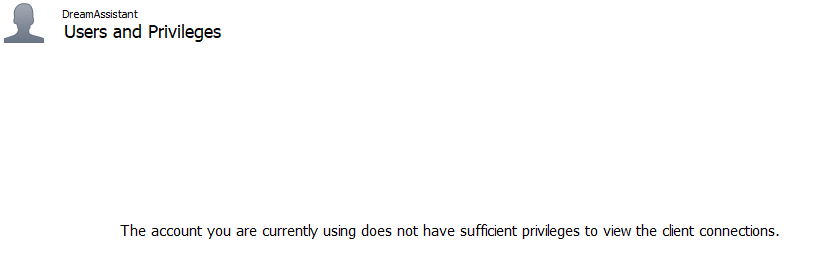 DreamAssistant
Users and Privileges
The account you are currently using does not have sufficient privileges to view the client connections.